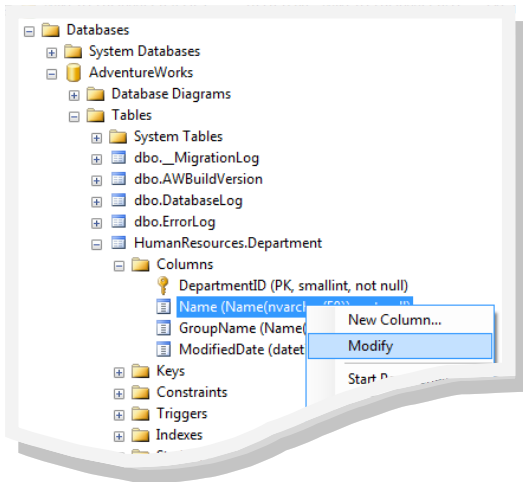 Databases
System Databases
AdventureWorks
Database Diagrams
Tables
System Tables
dbo.__MigrationLog
dbo.AWBuildVersion
dbo.DatabaseLog
dbo.ErrorLog
HumanResources.Department
Columns
DepartmentID (PK, smallint, not null)
Name (Name(nvarchar(50)), not null)
New Column...
GroupName (Name(
Modify
ModifiedDate (datet
Keys
Start
Constraints
Triggers
Indexes